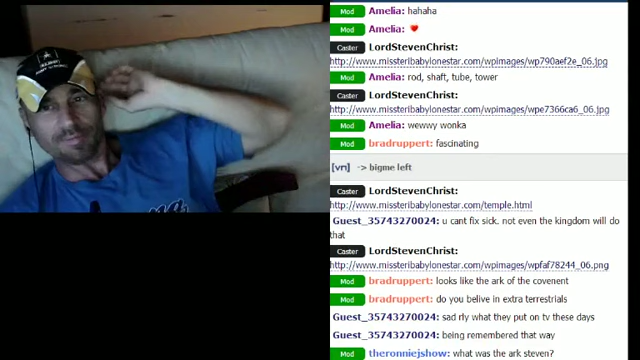 Mod Amelia: hahaha
Mod Amelia: ❤
Caster LordStevenChrist:
http://www.missteribabylonestar.com/wpimages/wp790aef2e_06.jpg
Mod Amelia: rod, shaft, tube, tower
Caster LordStevenChrist:
http://www.missteribabylonestar.com/wpimages/wpe7366ca6_06.jpg
Mod Amelia: wewwy wonka
Mod bradruppert: fascinating
[vn] -> bigme left
Caster LordStevenChrist:
http://www.missteribabylonestar.com/temple.html
Guest_35743270024: u cant fix sick. not even the kingdom will do
that
Caster LordStevenChrist:
http://www.missteribabylonestar.com/wpimages/wpfaf78244_06.png
Mod bradruppert: looks like the ark of the covenent
Mod bradruppert: do you belive in extra terrestrials
Guest_35743270024: sad rly what they put on tv these days
Guest_35743270024: being remembered that way
Mod theronniejshow: what was the ark steven?